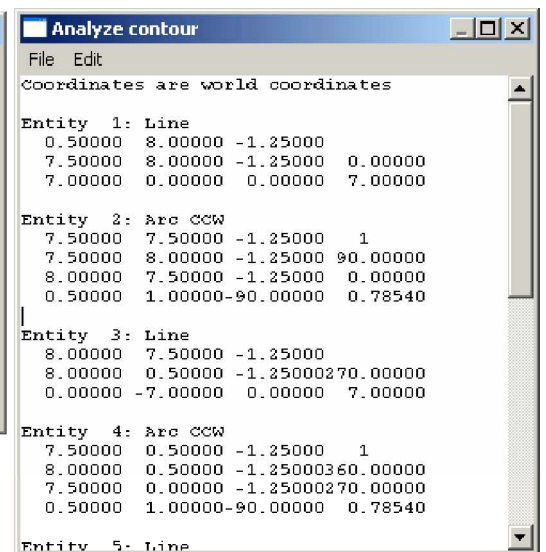 Analyze contour
File Edit
Coordinates are world coordinates
Entity 1: Line
0.50000 8.00000 -1.25000
7.50000 8.00000 -1.25000 0.00000
7.00000 0.00000 0.00000 7.00000
Entity 2: Arc CCW
7.50000 7.50000 -1.25000 1
7.50000 8.00000 -1.25000 90.00000
8.00000 7.50000 -1.25000 0.00000
0.50000 1.00000-90.00000 0.78540
Entity 3: Line
8.00000 7.50000 -1.25000
8.00000 0.50000 -1.25000270.00000
0.00000 -7.00000 0.00000 7.00000
Entity 4: Arc CCW
7.50000 0.50000 -1.25000 1
8.00000 0.50000 -1.25000360.00000
7.50000 0.00000 -1.25000270.00000
0.50000 1.00000-90.00000 0.78540
Entity 5: Line